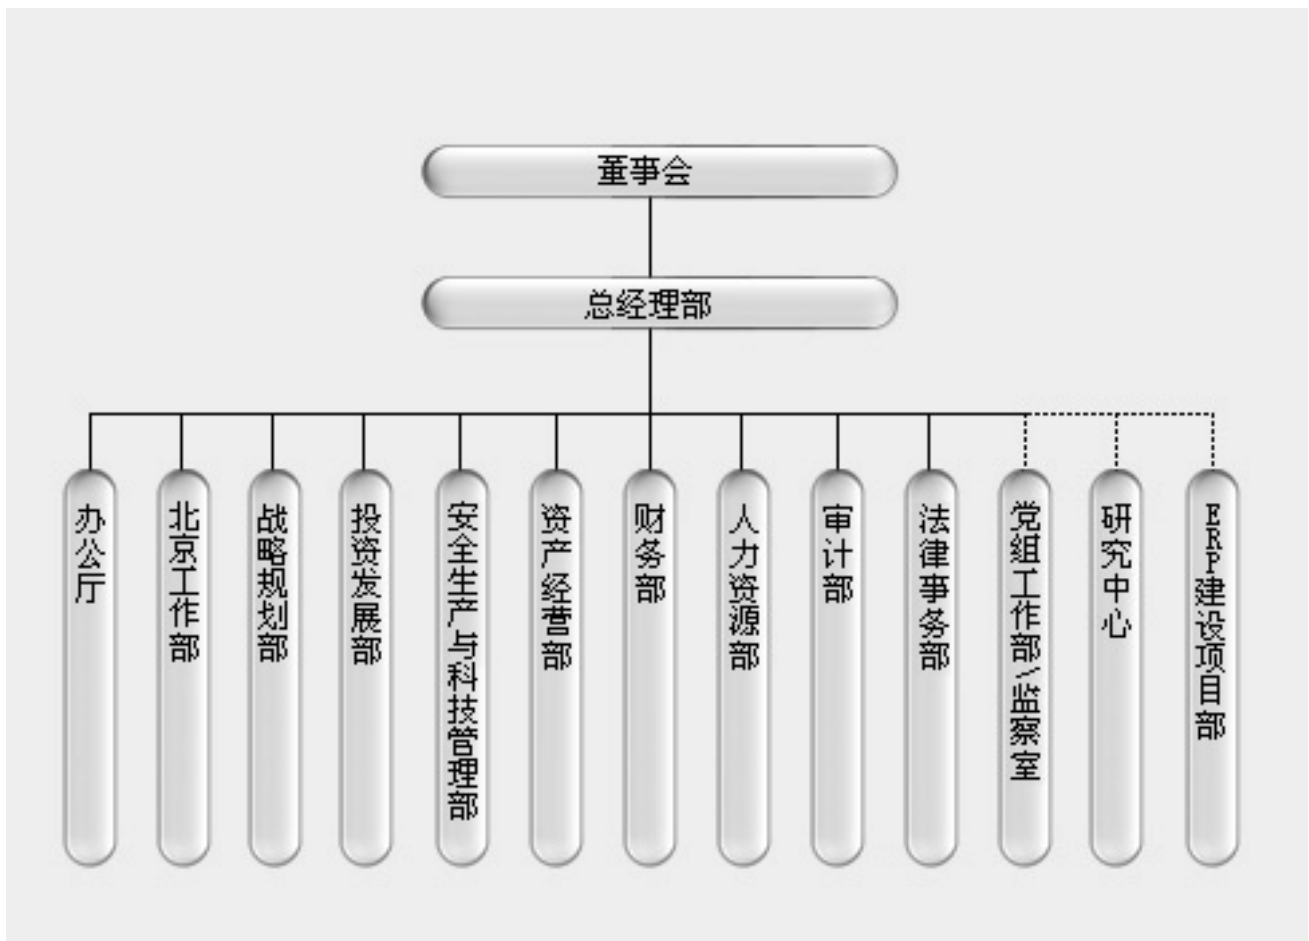 董事会
总经理部
办公厅
北京工作部
战略规划部
投资发展部
安全生产与科技管理部
资产经营部
财务部
人力资源部
审计部
法律事务部
党组工作部/监察室
研究中心
ERP建设项目部